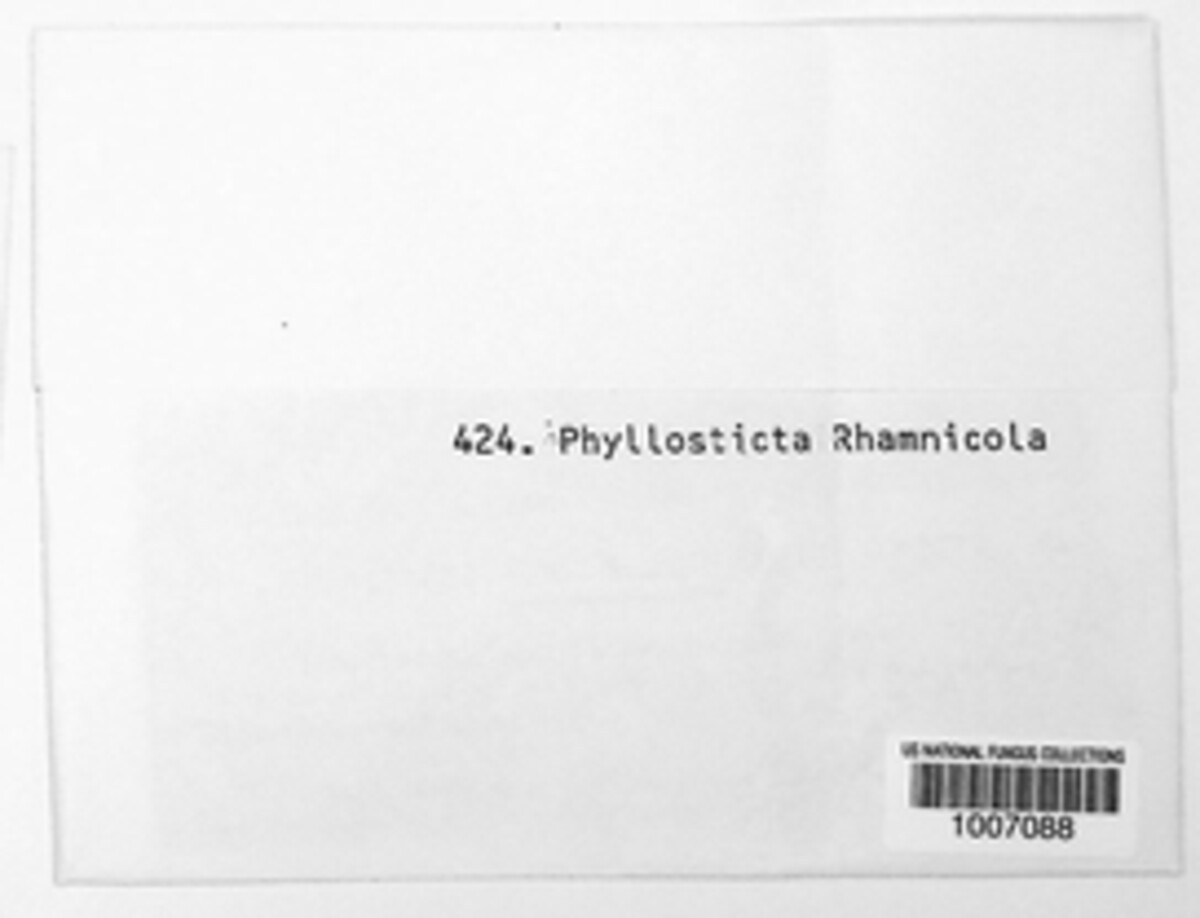 424. Phyllosticta Rhamnicola
US NATIONAL FUNGUS COLLECTIONS
1007088